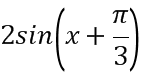 2sin(x + π/3)